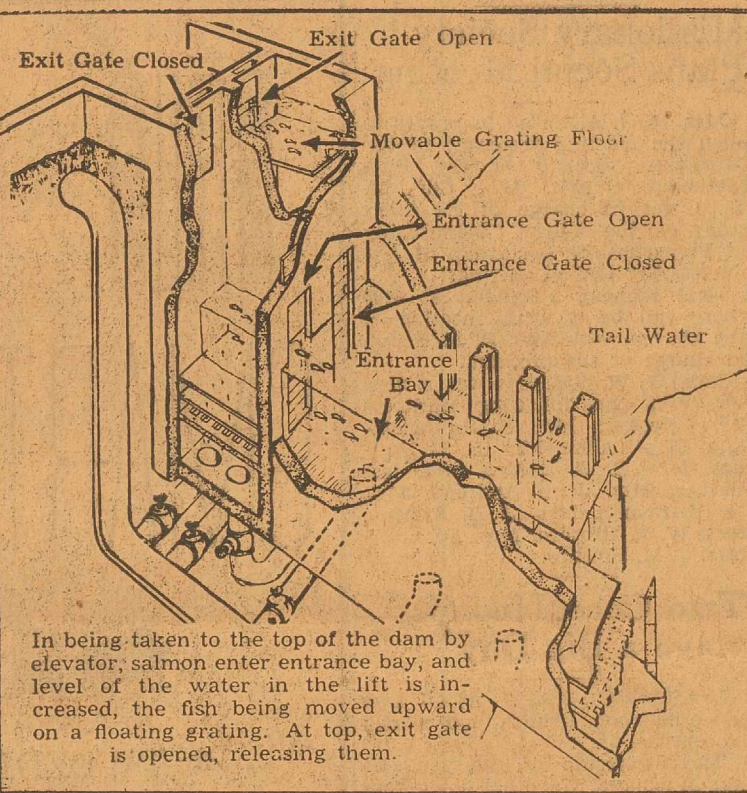 Exit Gate Open
Exit Gate Closed
Movable Grating Floor
Entrance Gate Open
Entrance Gate Closed
Tail Water
Entrance
Bay
In being taken to the top of the dam by
elevator, salmon enter entrance bay, and
level of the water in the lift is in-
creased, the fish being moved upward
on a floating grating. At top, exit gate
is opened, releasing them.